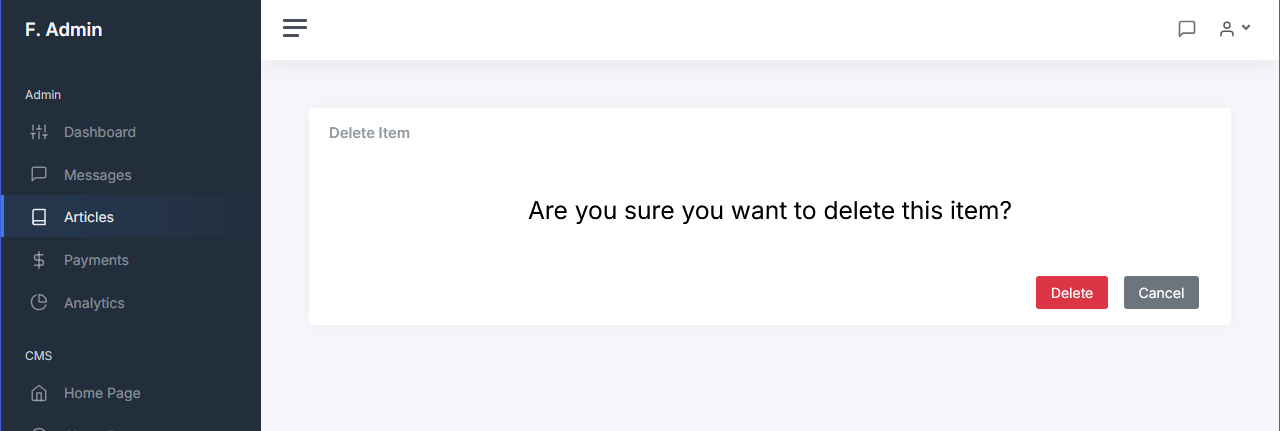 F. Admin
Admin
Dashboard
Messages
Articles
Payments
Analytics
CMS
Home Page
Delete Item
Are you sure you want to delete this item?
Delete
Cancel